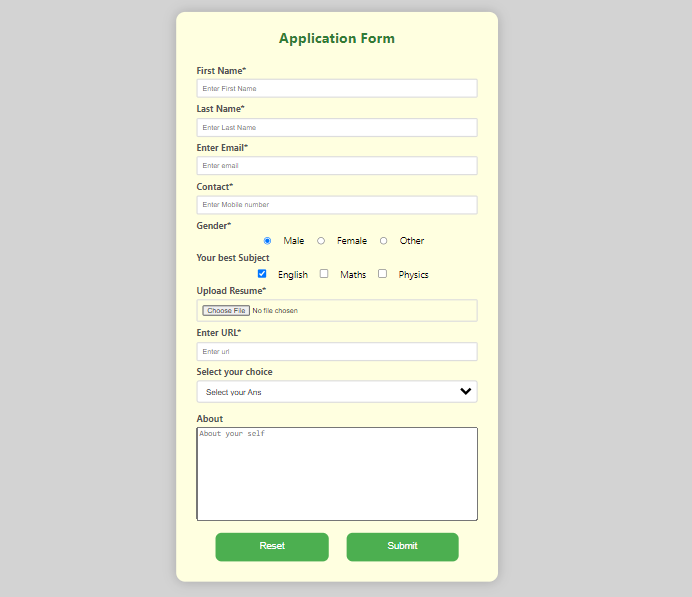 Application Form
First Name*
Enter First Name
Last Name*
Enter Last Name
Enter Email*
Enter email
Contact*
Enter Mobile number
Gender*
Male Female Other
Your best Subject
English Maths Physics
Upload Resume*
Choose File No file chosen
Enter URL*
Enter url
Select your choice
Select your Ans
About
About your self
Reset Submit